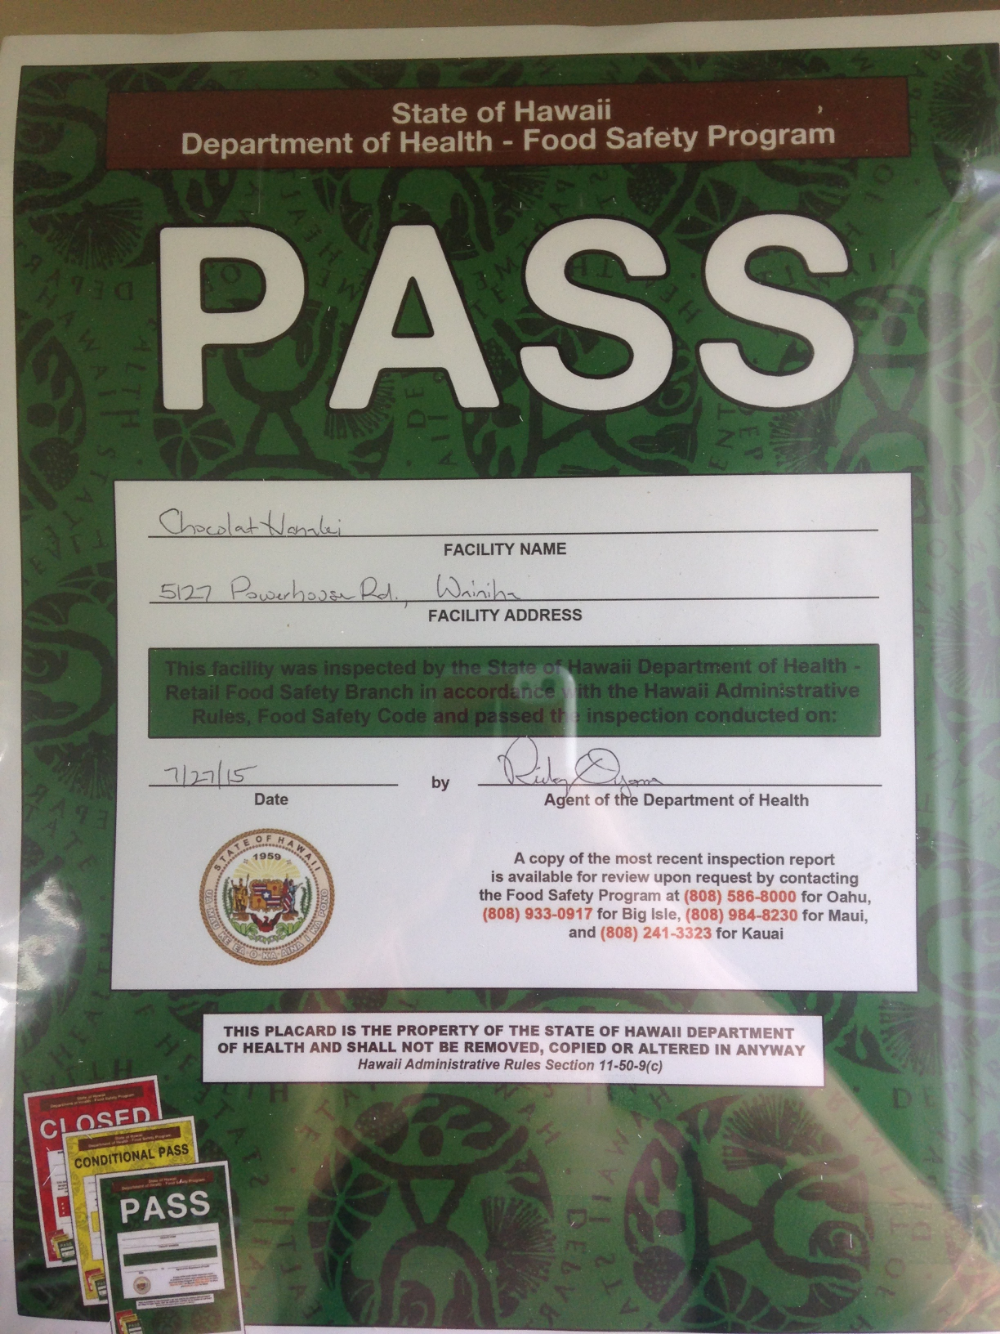 State of Hawaii
Department of Health - Food Safety Program
PASS
Chocolat Hanalei
FACILITY NAME
5127 Powerhouse Rd., Wainiha
FACILITY ADDRESS
This facility was inspected by the State of Hawaii Department of Health -
Retail Food Safety Branch in accordance with the Hawaii Administrative
Rules, Food Safety Code and passed the inspection conducted on:
7/27/15 by Ricky Oyama
Date Agent of the Department of Health
STATE OF HAWAII
1959
A copy of the most recent inspection report
is available for review upon request by contacting
the Food Safety Program at (808) 586-8000 for Oahu,
(808) 933-0917 for Big Isle, (808) 984-8230 for Maui,
and (808) 241-3323 for Kauai
THIS PLACARD IS THE PROPERTY OF THE STATE OF HAWAII DEPARTMENT
OF HEALTH AND SHALL NOT BE REMOVED, COPIED OR ALTERED IN ANYWAY
Hawaii Administrative Rules Section 11-50-9(c)
CLOSED
CONDITIONAL PASS
PASS